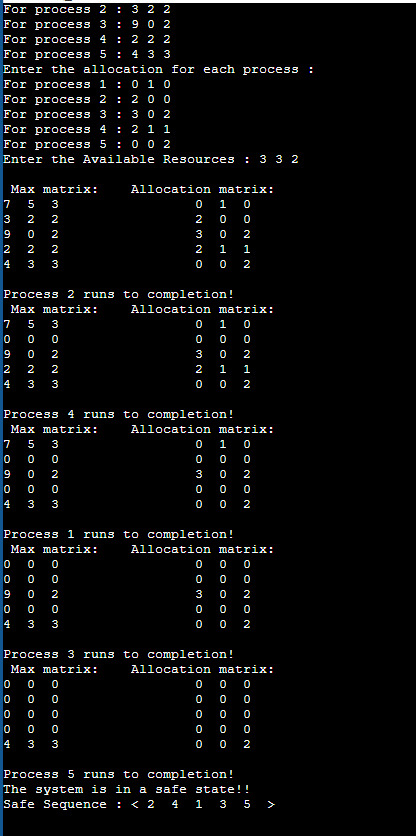 For process 2 : 3 2 2
For process 3 : 9 0 2
For process 4 : 2 2 2
For process 5 : 4 3 3
Enter the allocation for each process :
For process 1 : 0 1 0
For process 2 : 2 0 0
For process 3 : 3 0 2
For process 4 : 2 1 1
For process 5 : 0 0 2
Enter the Available Resources : 3 3 2
Max matrix: Allocation matrix:
7 5 3 0 1 0
3 2 2 2 0 0
9 0 2 3 0 2
2 2 2 2 1 1
4 3 3 0 0 2
Process 2 runs to completion!
Max matrix: Allocation matrix:
7 5 3 0 1 0
0 0 0 0 0 0
9 0 2 3 0 2
2 2 2 2 1 1
4 3 3 0 0 2
Process 4 runs to completion!
Max matrix: Allocation matrix:
7 5 3 0 1 0
0 0 0 0 0 0
9 0 2 3 0 2
0 0 0 0 0 0
4 3 3 0 0 2
Process 1 runs to completion!
Max matrix: Allocation matrix:
0 0 0 0 0 0
0 0 0 0 0 0
9 0 2 3 0 2
0 0 0 0 0 0
4 3 3 0 0 2
Process 3 runs to completion!
Max matrix: Allocation matrix:
0 0 0 0 0 0
0 0 0 0 0 0
0 0 0 0 0 0
0 0 0 0 0 0
4 3 3 0 0 2
Process 5 runs to completion!
The system is in a safe state!!
Safe Sequence : < 2 4 1 3 5 >